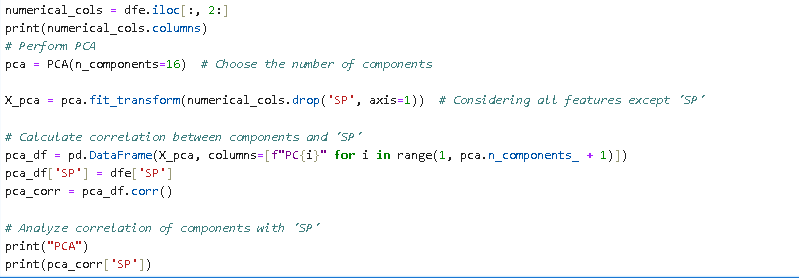 numerical_cols = dfe.iloc[:, 2:]
print(numerical_cols.columns)
# Perform PCA
pca = PCA(n_components=16)  # Choose the number of components
X_pca = pca.fit_transform(numerical_cols.drop('SP', axis=1))  # Considering all features except 'SP'
# Calculate correlation between components and 'SP'
pca_df = pd.DataFrame(X_pca, columns=[f"PC{i}" for i in range(1, pca.n_components_ + 1)])
pca_df['SP'] = dfe['SP']
pca_corr = pca_df.corr()
# Analyze correlation of components with 'SP'
print("PCA")
print(pca_corr['SP'])